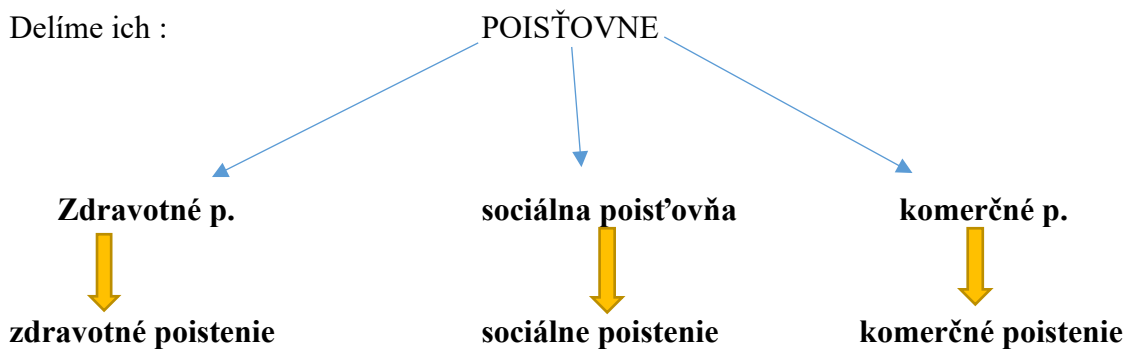 Delíme ich : POISŤOVNE
Zdravotné p. sociálna poisťovňa komerčné p.
zdravotné poistenie sociálne poistenie komerčné poistenie